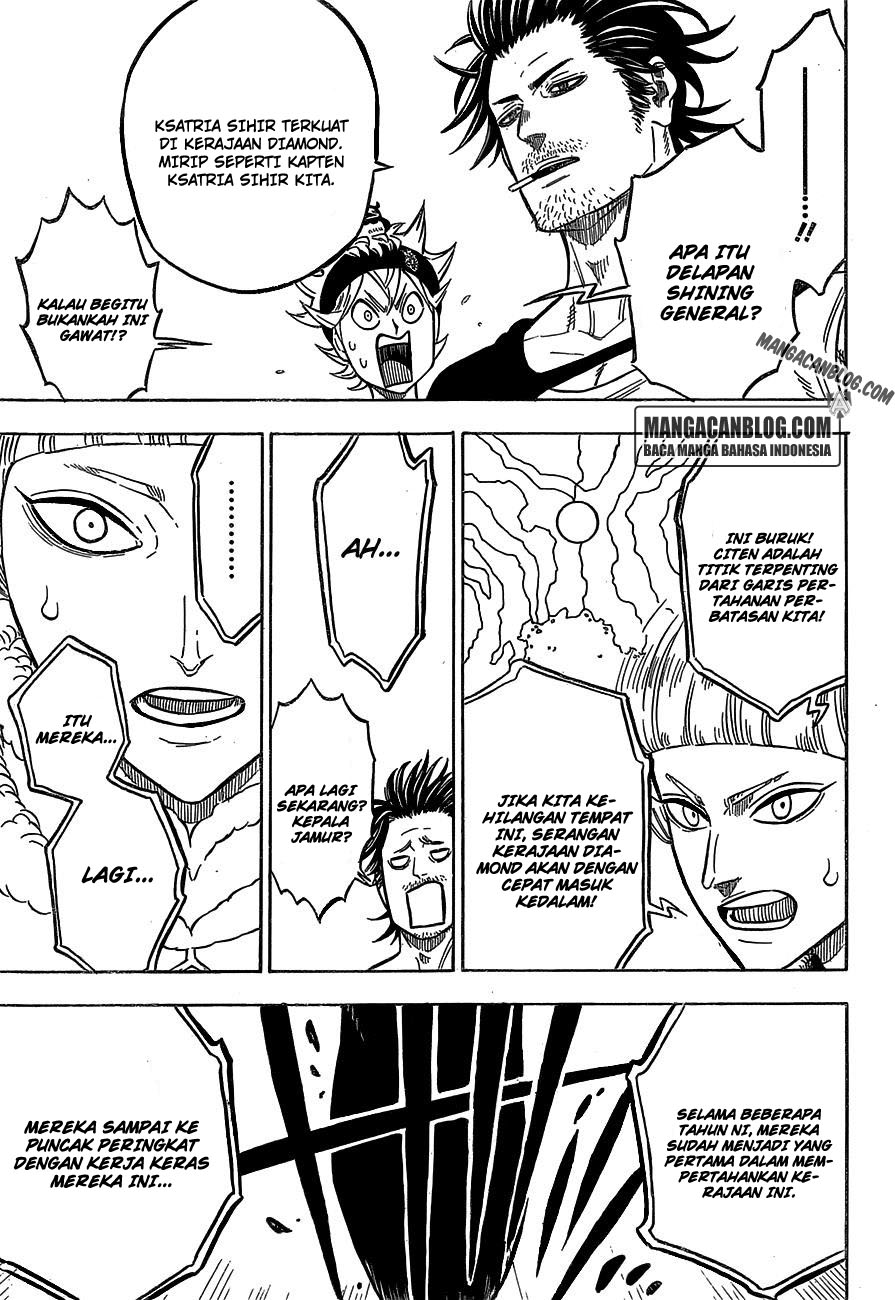 ..........!!
APA ITU
DELAPAN
SHINING
GENERAL?
KSATRIA SIHIR TERKUAT
DI KERAJAAN DIAMOND.
MIRIP SEPERTI KAPTEN
KSATRIA SIHIR KITA.
KALAU BEGITU
BUKANKAH INI
GAWAT!?
MANGACANBLOG.COM
MANGACANBLOG.COM
BACA MANGA BAHASA INDONESIA
INI BURUK!
CITEN ADALAH
TITIK TERPENTING
DARI GARIS PER-
TAHANAN PER-
BATASAN KITA!
JIKA KITA KE-
HILANGAN TEMPAT
INI, SERANGAN
KERAJAAN DIA-
MOND AKAN DENGAN
CEPAT MASUK
KEDALAM!
AH...
APA LAGI
SEKARANG?
KEPALA
JAMUR?
..........
ITU
MEREKA...
LAGI...
SELAMA BEBERAPA
TAHUN NI, MEREKA
SUDAH MENJADI YANG
PERTAMA DALAM MEM-
PERTAHANKAN KE-
RAJAAN INI.
MEREKA SAMPAI KE
PUNCAK PERINGKAT
DENGAN KERJA KERAS
MEREKA INI...